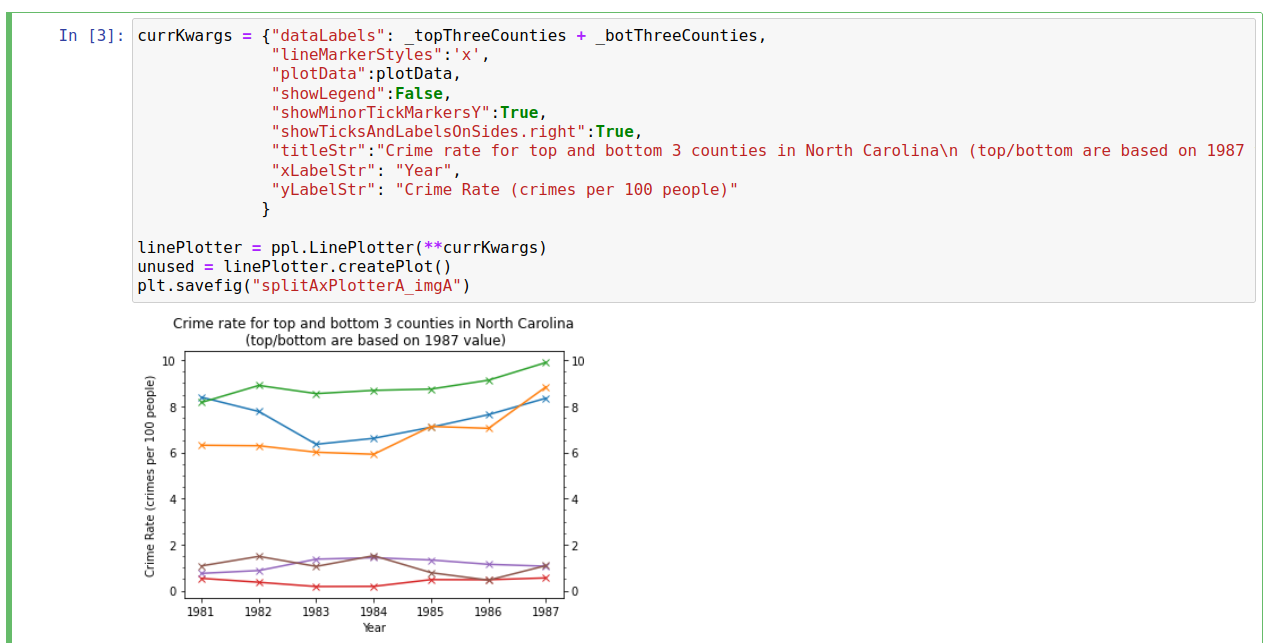 In [3]: currKwargs = {"dataLabels": _topThreeCounties + _botThreeCounties,
"lineMarkerStyles":'x',
"plotData":plotData,
"showLegend":False,
"showMinorTickMarkersY":True,
"showTicksAndLabelsOnSides.right":True,
"titleStr":"Crime rate for top and bottom 3 counties in North Carolina\n (top/bottom are based on 1987
"xLabelStr": "Year",
"yLabelStr": "Crime Rate (crimes per 100 people)"
}
linePlotter = ppl.LinePlotter(**currKwargs)
unused = linePlotter.createPlot()
plt.savefig("splitAxPlotterA_imgA")
Crime rate for top and bottom 3 counties in North Carolina
(top/bottom are based on 1987 value)
Crime Rate (crimes per 100 people)
10 10
8 8
6 6
4 4
2 2
0 0
1981 1982 1983 1984 1985 1986 1987
Year